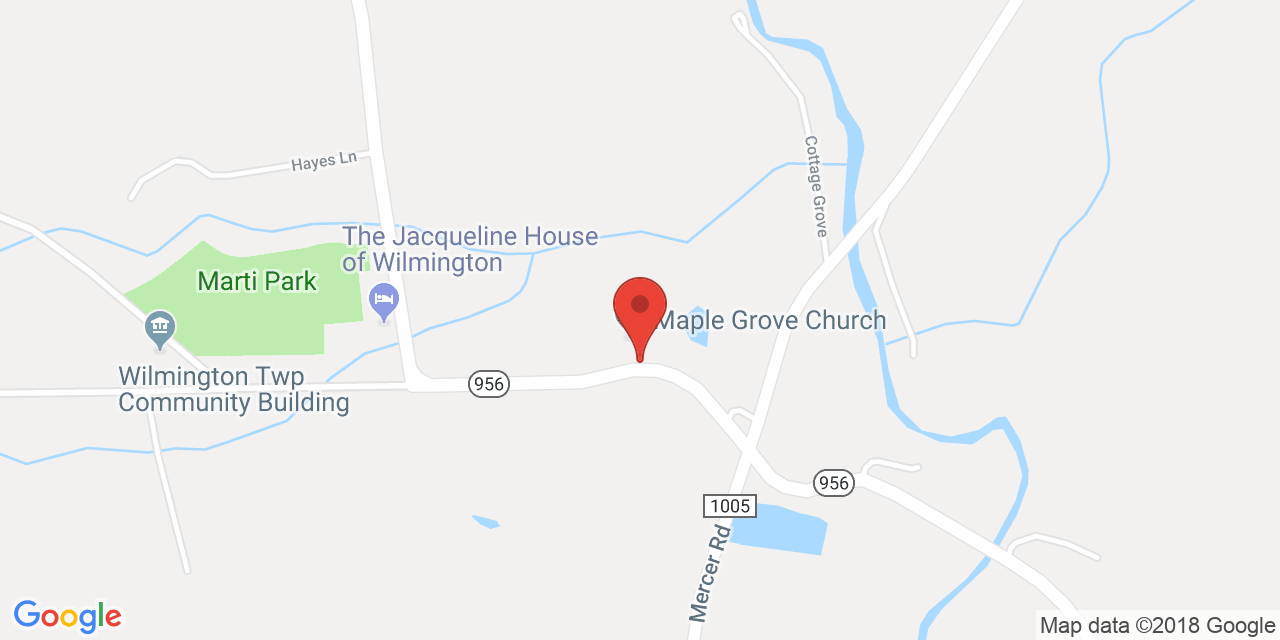 Cottage Grove
Hayes Ln
The Jacqueline House
of Wilmington
Marti Park
Maple Grove Church
Wilmington Twp
Community Building
956
956
1005
Mercer Rd
Google
Map data ©2018 Google